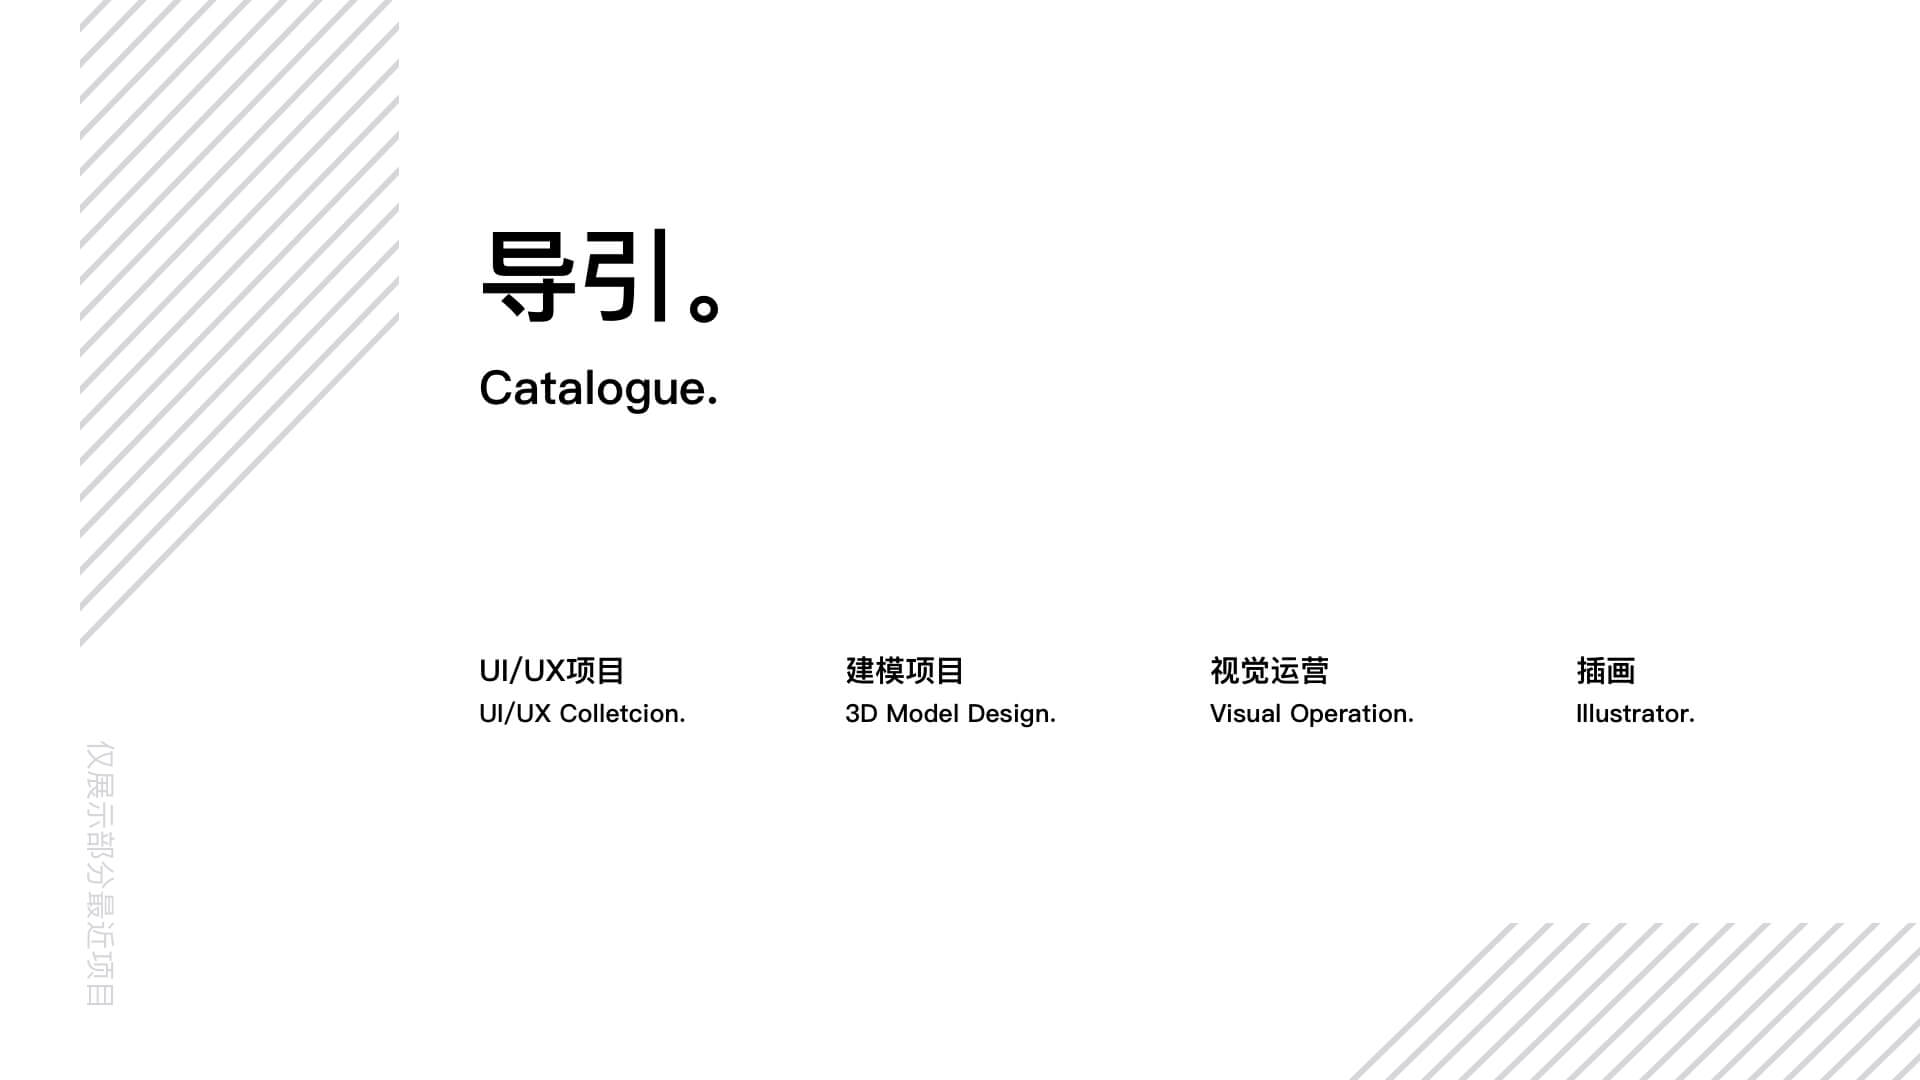 导引。
Catalogue.
UI/UX项目
UI/UX Colletcion.
建模项目
3D Model Design.
视觉运营
Visual Operation.
插画
Illustrator.
仅展示部分最近项目